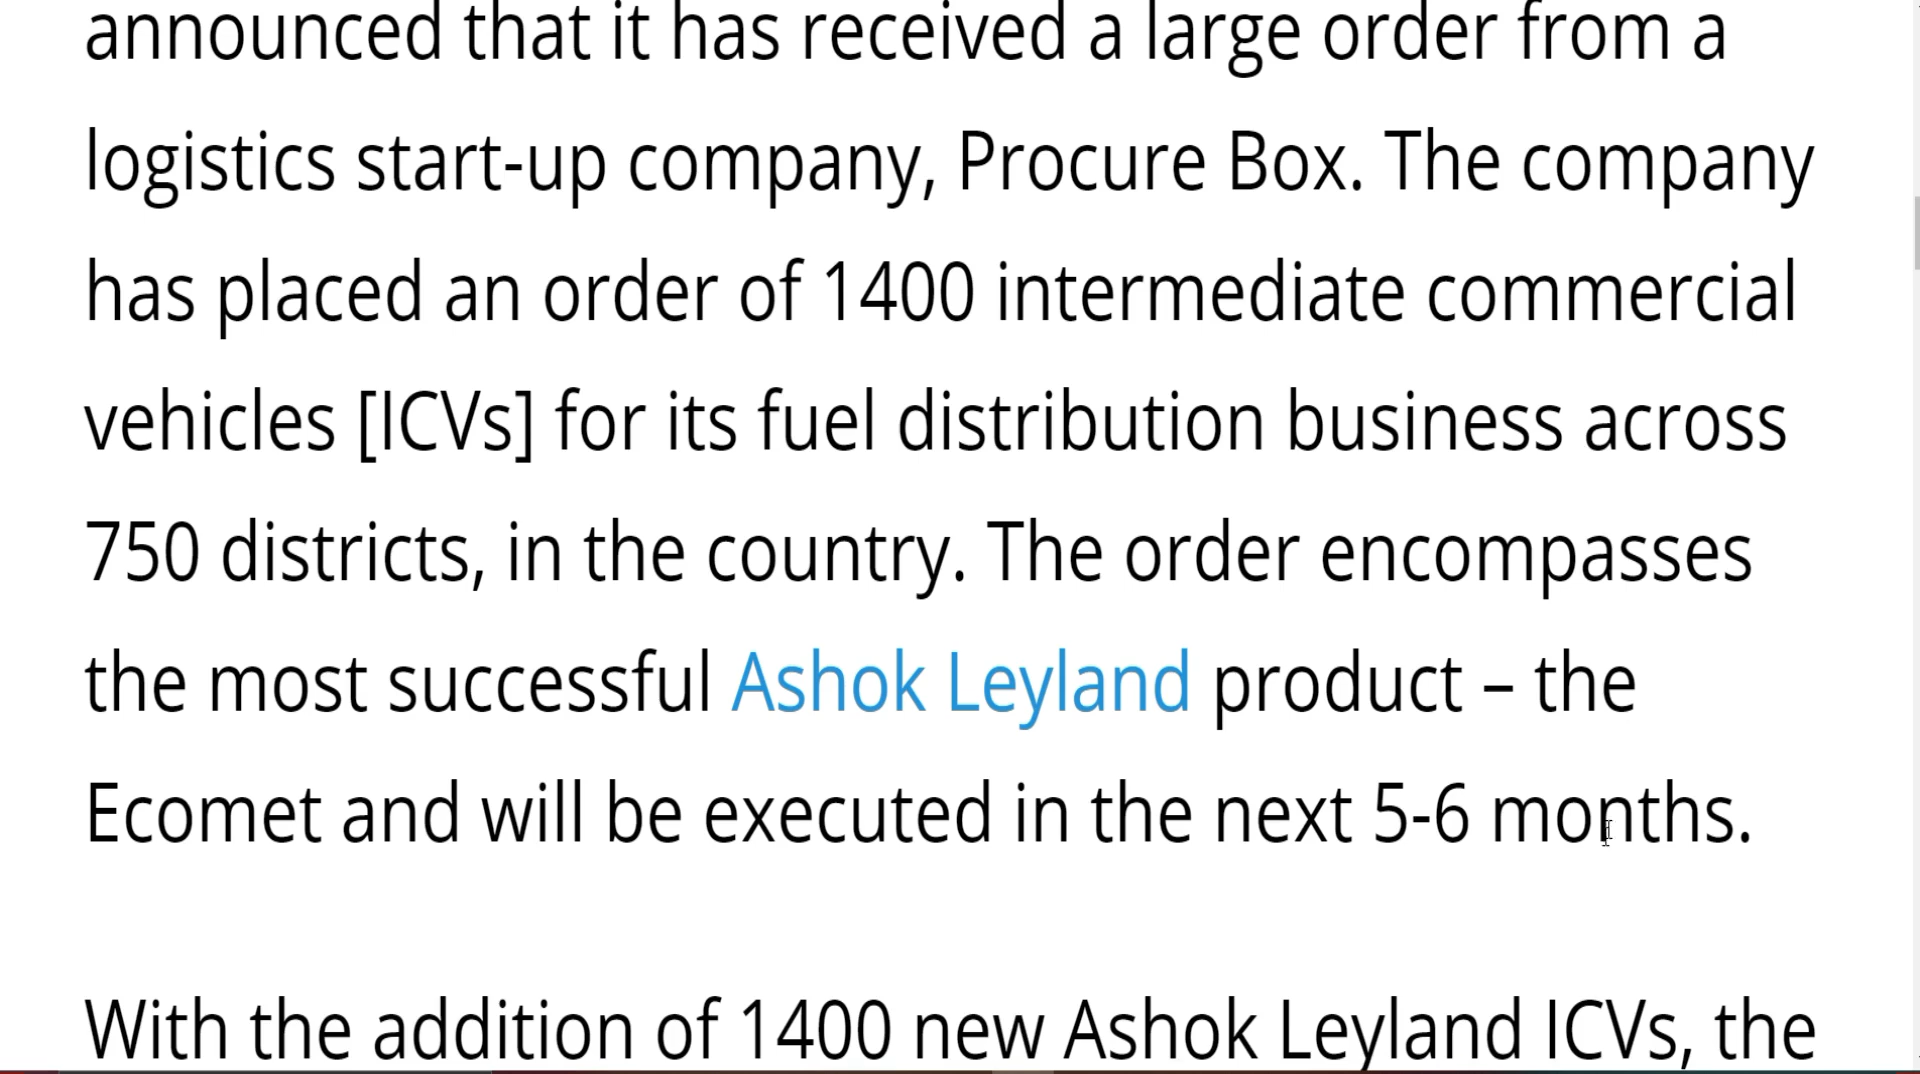 announced that it has received a large order from a
logistics start-up company, Procure Box. The company
has placed an order of 1400 intermediate commercial
vehicles [ICVs] for its fuel distribution business across
750 districts, in the country. The order encompasses
the most successful Ashok Leyland product – the
Ecomet and will be executed in the next 5-6 months.
With the addition of 1400 new Ashok Leyland ICVs, the